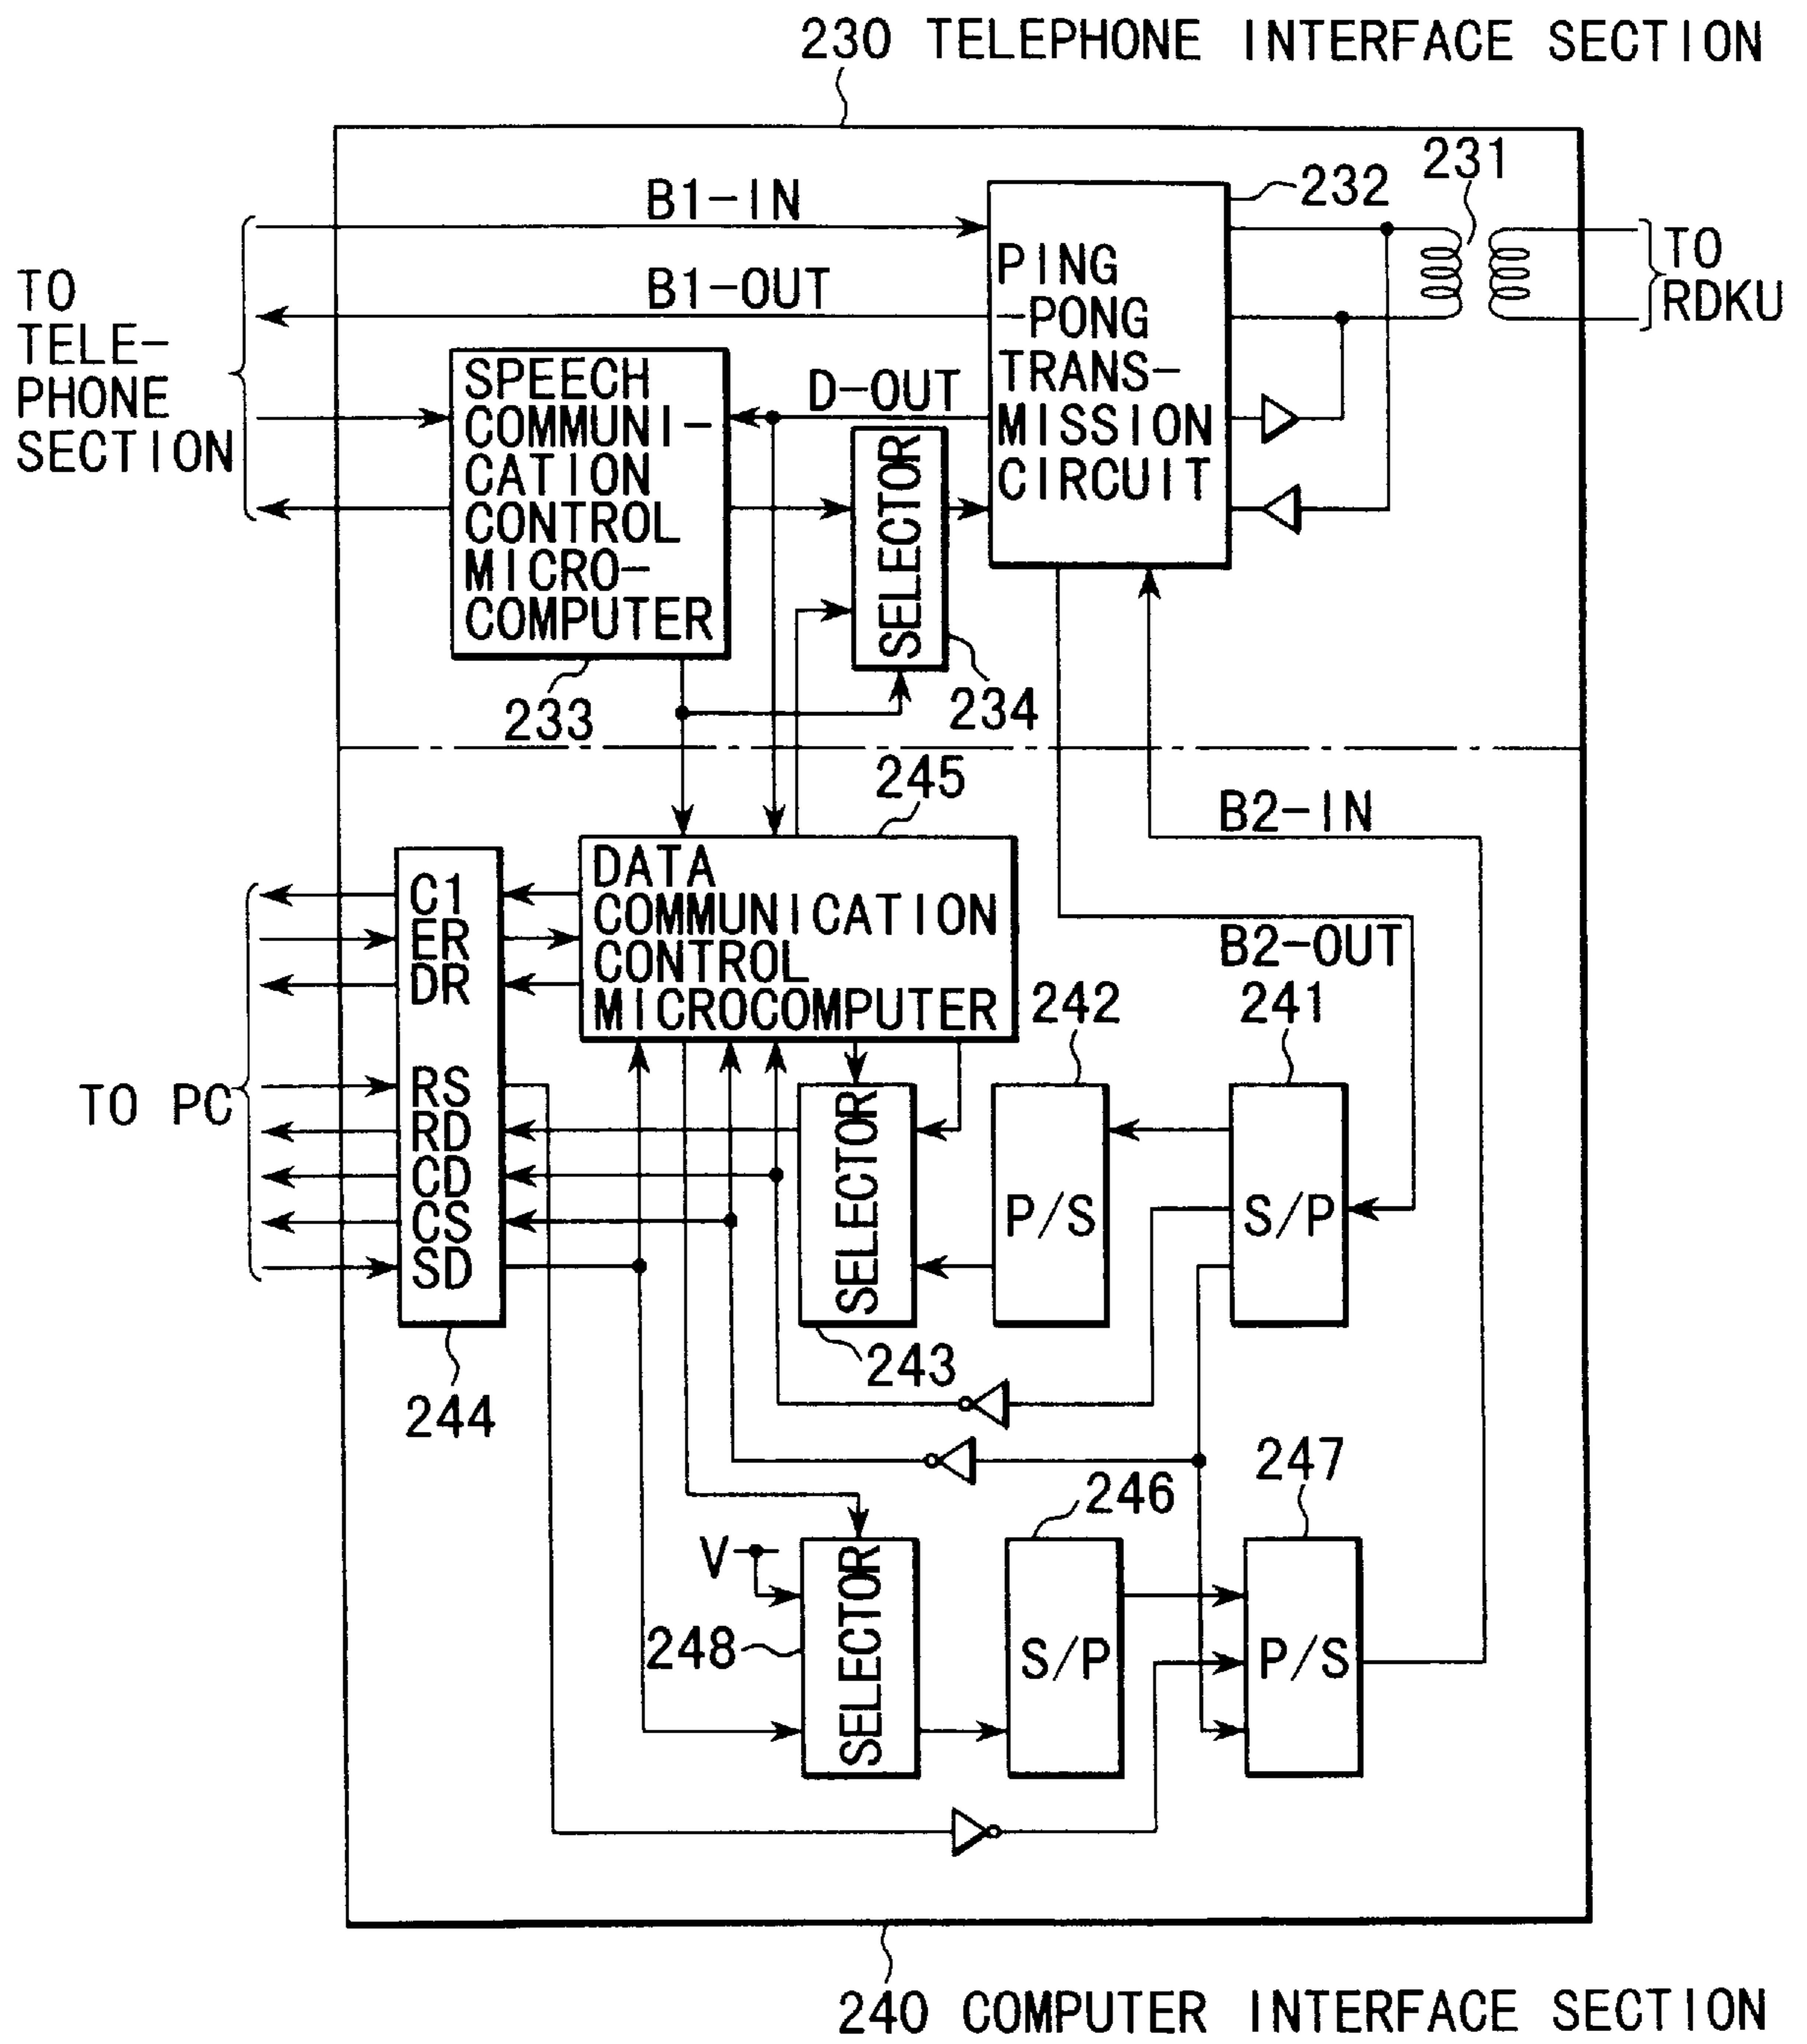 230 TELEPHONE INTERFACE SECTION
231
232
B1-IN
B1-OUT
TO
TELE-
PHONE
SECTION
PING
-PONG
TRANS-
MISSION
CIRCUIT
TO
RDKU
SPEECH
COMMUNI-
CATION
CONTROL
MICRO-
COMPUTER
D-OUT
SELECTOR
233
234
245
B2-IN
DATA
COMMUNICATION
CONTROL
MICROCOMPUTER
B2-OUT
C1
ER
DR
RS
RD
CD
CS
SD
TO PC
242
241
SELECTOR
P/S
S/P
243
244
247
246
V
SELECTOR
248
S/P
P/S
240 COMPUTER INTERFACE SECTION